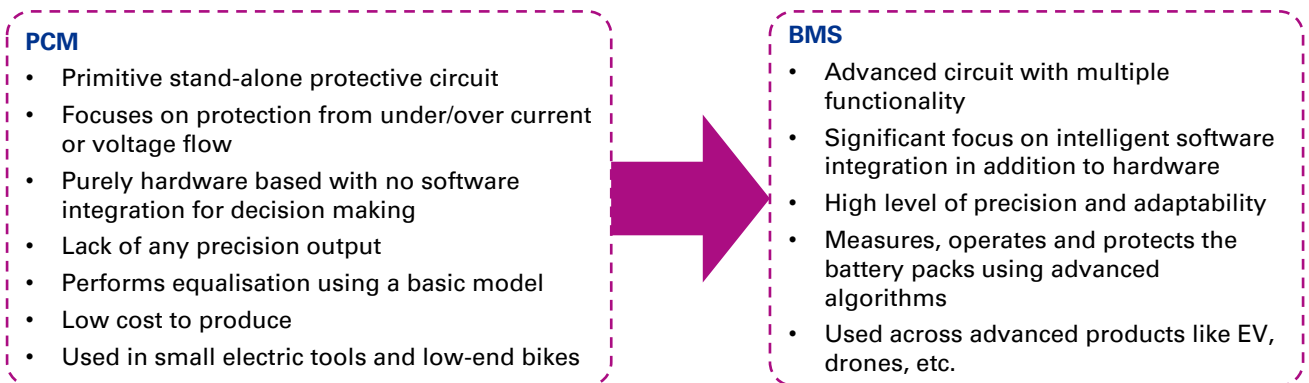 PCM
• Primitive stand-alone protective circuit
• Focuses on protection from under/over current
or voltage flow
• Purely hardware based with no software
integration for decision making
• Lack of any precision output
• Performs equalisation using a basic model
• Low cost to produce
• Used in small electric tools and low-end bikes
BMS
• Advanced circuit with multiple
functionality
• Significant focus on intelligent software
integration in addition to hardware
• High level of precision and adaptability
• Measures, operates and protects the
battery packs using advanced
algorithms
• Used across advanced products like EV,
drones, etc.